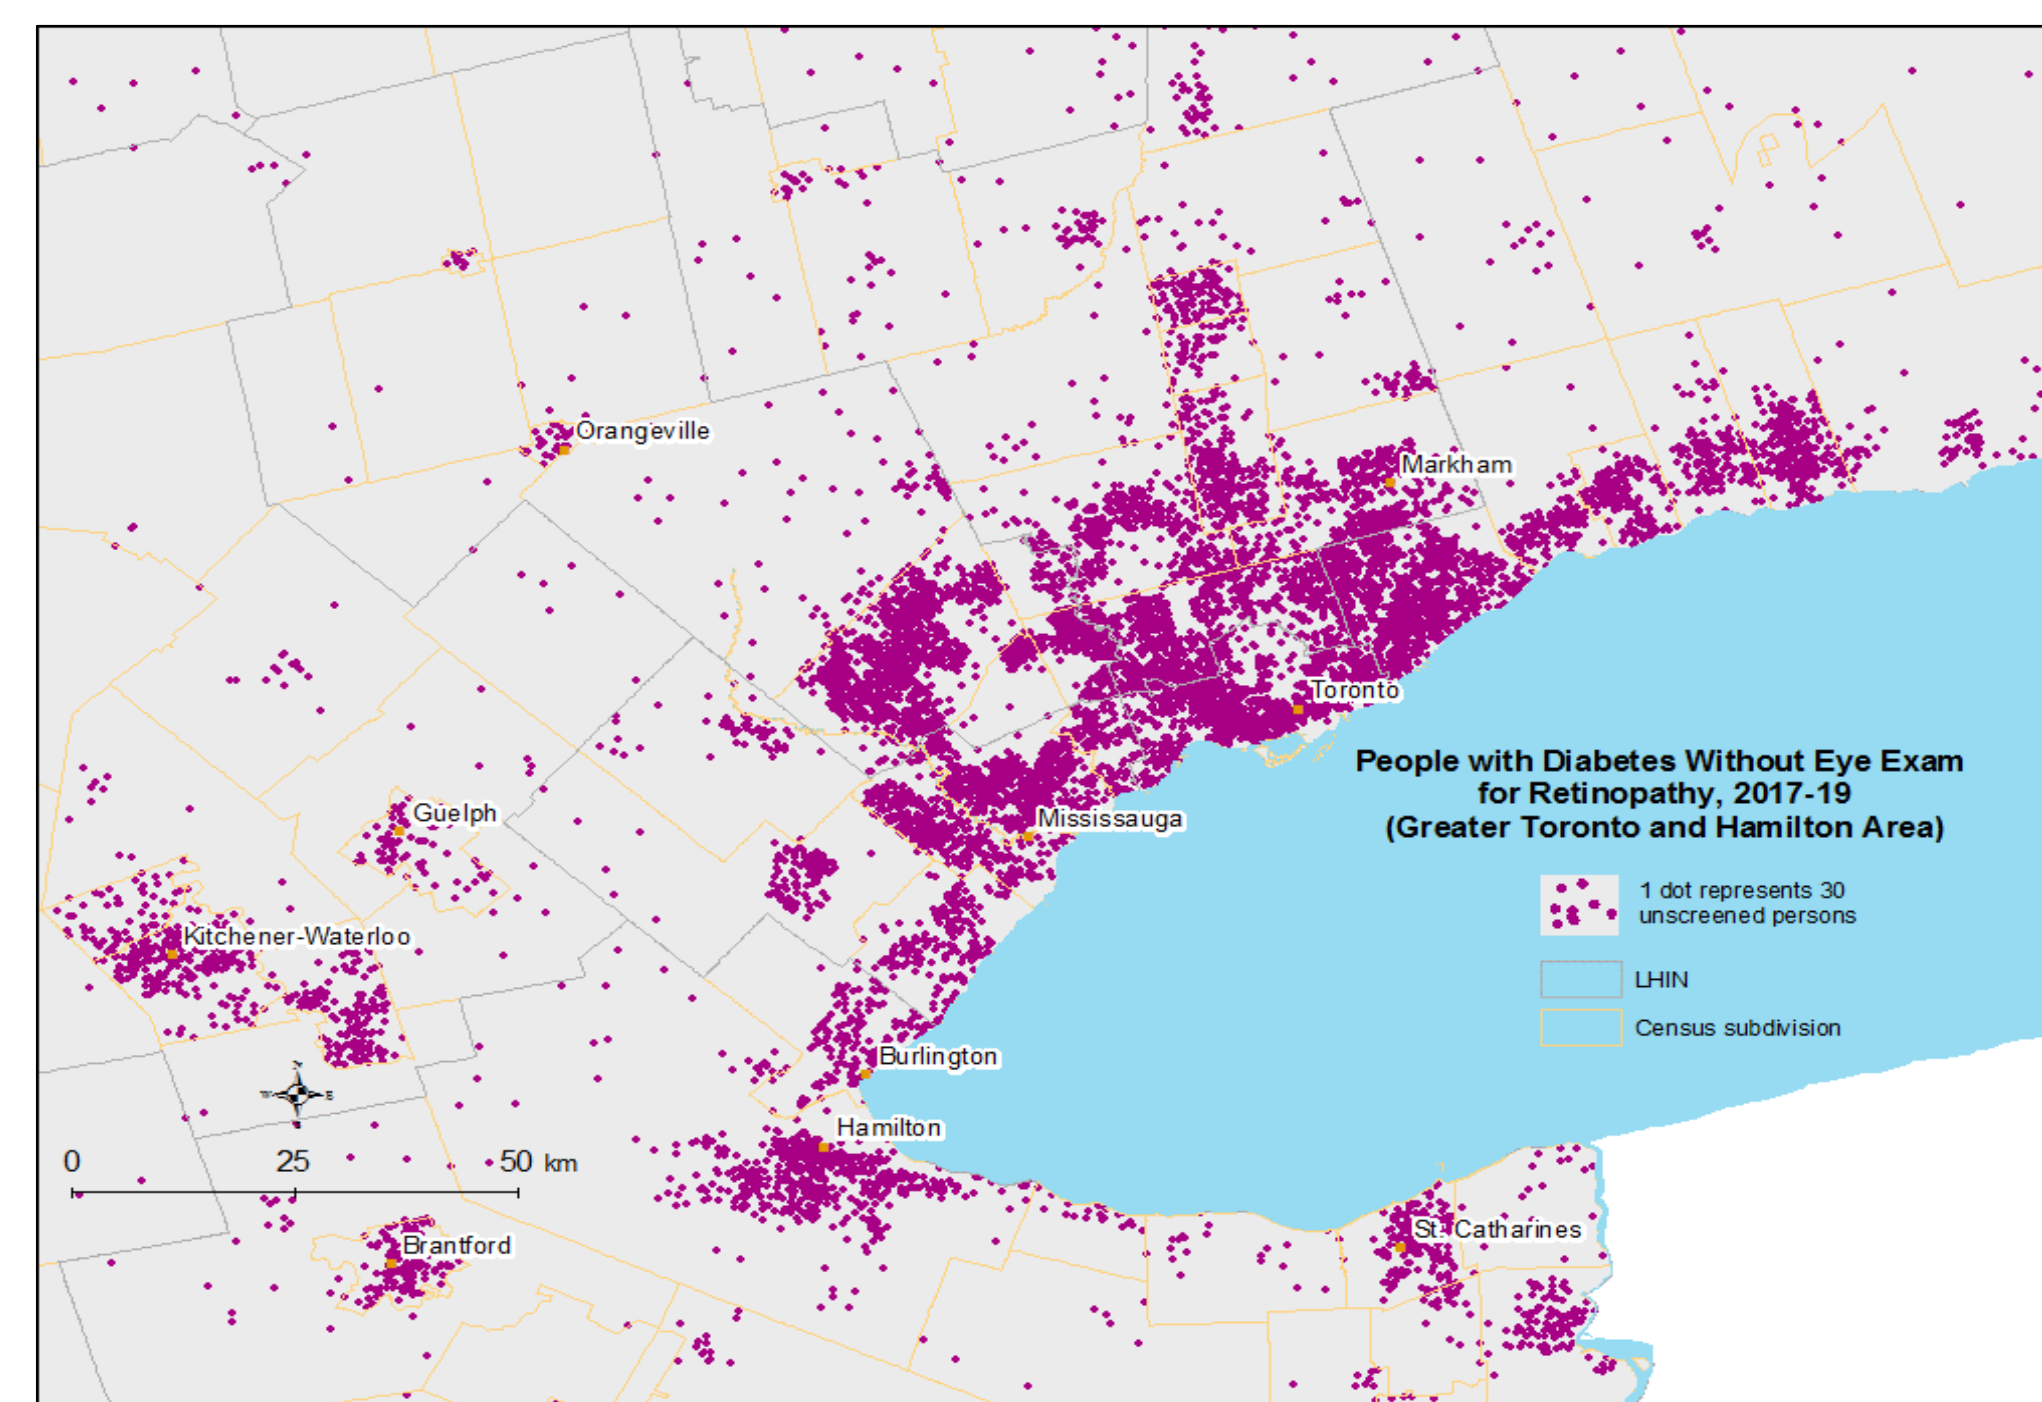 Orangeville
Markham
Toronto
People with Diabetes Without Eye Exam
for Retinopathy, 2017-19
(Greater Toronto and Hamilton Area)
Guelph
Mississauga
1 dot represents 30
unscreened persons
Kitchener-Waterloo
LHIN
Census subdivision
Burlington
N
W E
S
Hamilton
0 25 50 km
St. Catharines
Brantford